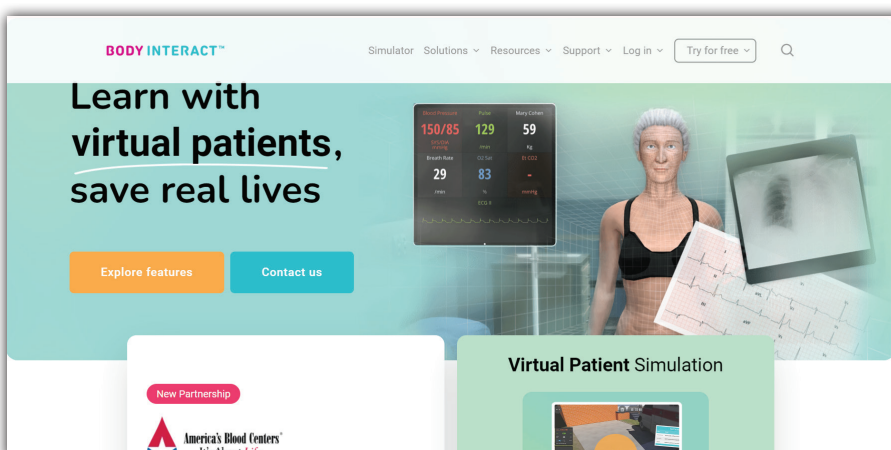 BODY INTERACT™
Simulator Solutions Resources Support Log in Try for free
Learn with
virtual patients,
save real lives
Explore features
Contact us
Blood Pressure Pulse Mary Cohen
150/85 129 59
/min Kg
Breath Rate O2 Sat Et CO2
29 83 -
/min % mmHg
ECG II
New Partnership
America's Blood Centers®
Virtual Patient Simulation